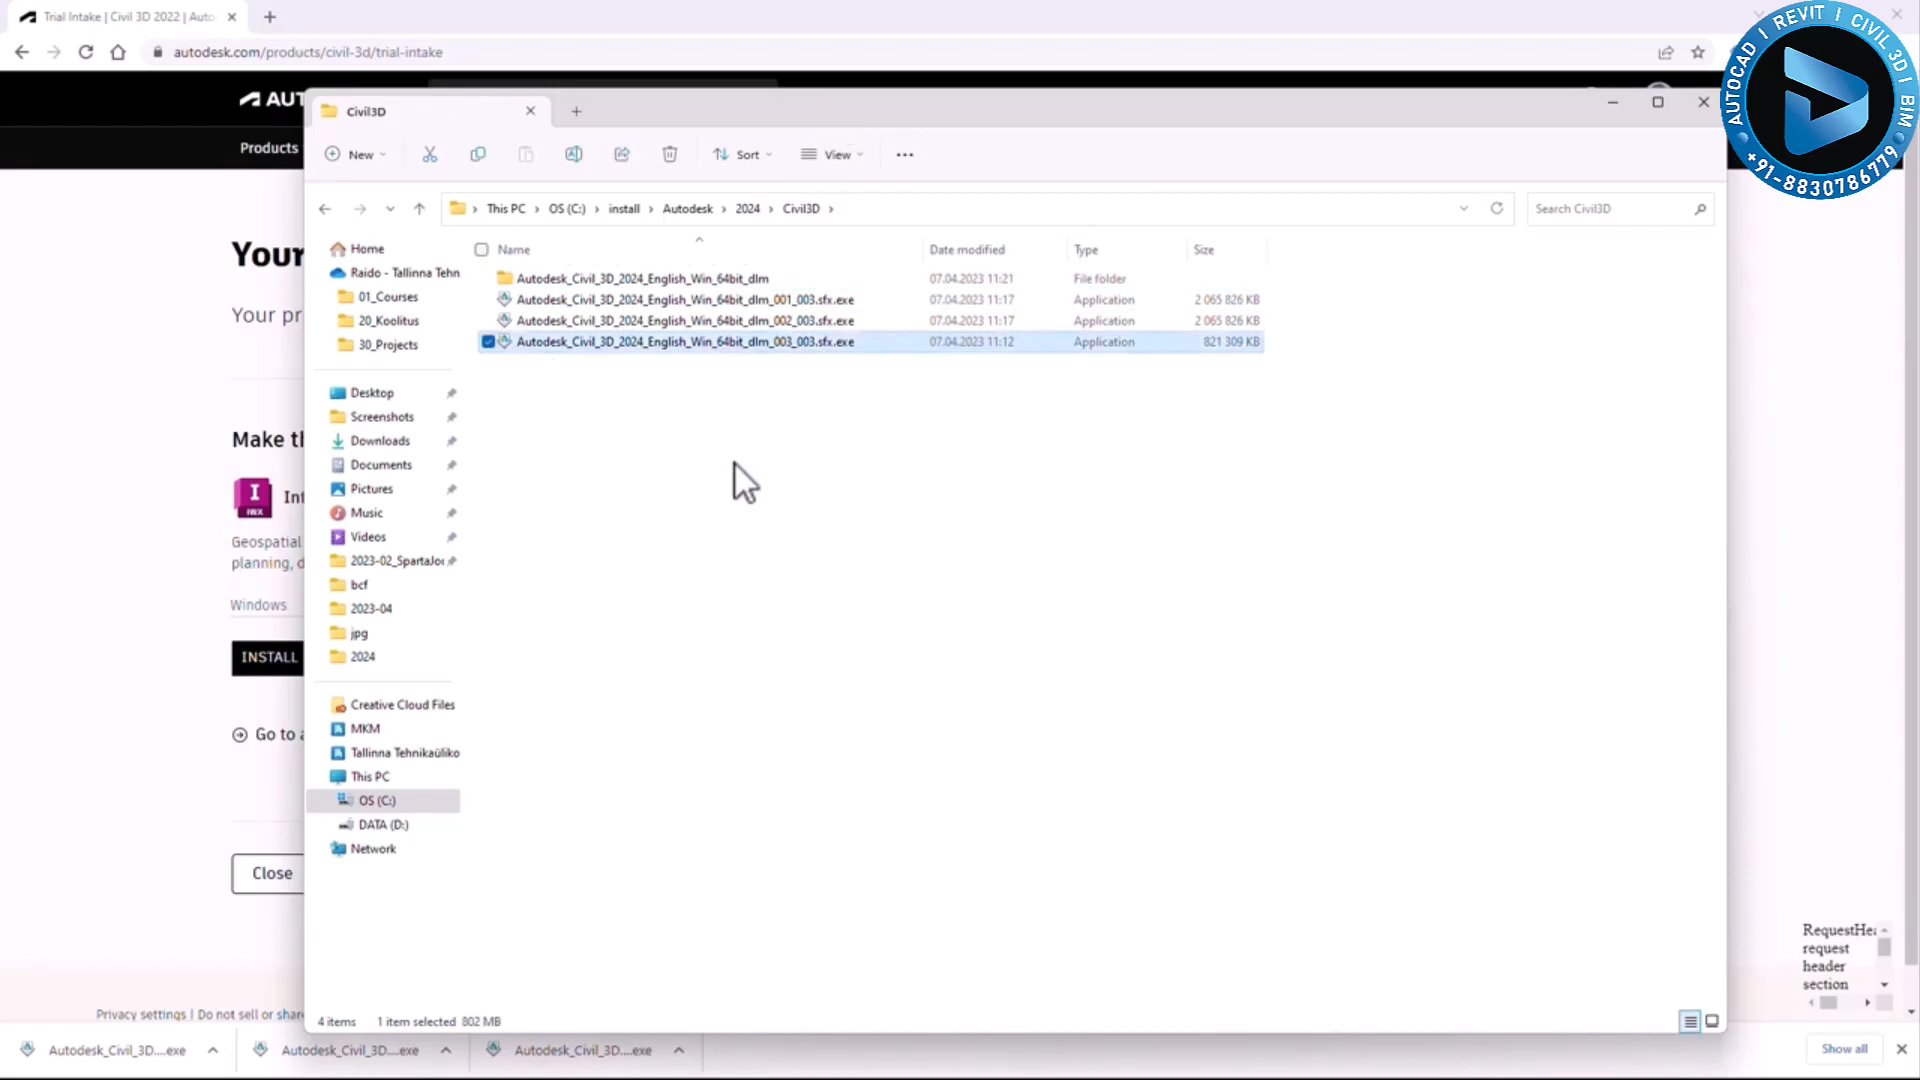 Trial Intake | Civil 3D 2022 | Auto
autodesk.com/products/civil-3d/trial-intake
AUTOCAD | REVIT | CIVIL 3D | BIM
+91-8830786779
AUT
Products
Civil3D
New
Sort
View
This PC > OS (C:) > install > Autodesk > 2024 > Civil3D >
Search Civil3D
Name Date modified Type Size
Autodesk_Civil_3D_2024_English_Win_64bit_dlm 07.04.2023 11:21 File folder
Autodesk_Civil_3D_2024_English_Win_64bit_dlm_001_003.sfx.exe 07.04.2023 11:17 Application 2 065 826 KB
Autodesk_Civil_3D_2024_English_Win_64bit_dlm_002_003.sfx.exe 07.04.2023 11:17 Application 2 065 826 KB
Autodesk_Civil_3D_2024_English_Win_64bit_dlm_003_003.sfx.exe 07.04.2023 11:12 Application 821 309 KB
Home
Raido - Tallinna Tehn
01_Courses
20_Koolitus
30_Projects
Desktop
Screenshots
Downloads
Documents
Pictures
Music
Videos
2023-02_SpartaJoo
bcf
2023-04
jpg
2024
Creative Cloud Files
MKM
Tallinna Tehnikaüliko
This PC
OS (C:)
DATA (D:)
Network
4 items 1 item selected 802 MB
Your
Your pr
Make th
I
INX
Int
Geospatial
planning, d
Windows
INSTALL
Go to a
Close
RequestHea
request
header
section
Privacy settings | Do not sell or share
Autodesk_Civil_3D....exe
Autodesk_Civil_3D....exe
Autodesk_Civil_3D....exe
Show all